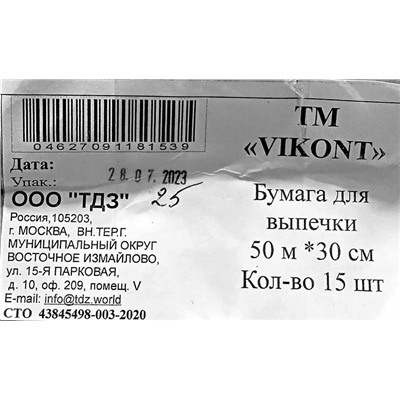 04627091181539
Дата: 28.07.2023
Упак.: 25
ООО "ТДЗ"
Россия,105203,
г. МОСКВА, ВН.ТЕР.Г.
МУНИЦИПАЛЬНЫЙ ОКРУГ
ВОСТОЧНОЕ ИЗМАЙЛОВО,
ул. 15-Я ПАРКОВАЯ,
д. 10, оф. 209, помещ. V
E-mail: info@tdz.world
СТО 43845498-003-2020
ТМ
«VIKONT»
Бумага для
выпечки
50 м *30 см
Кол-во 15 шт